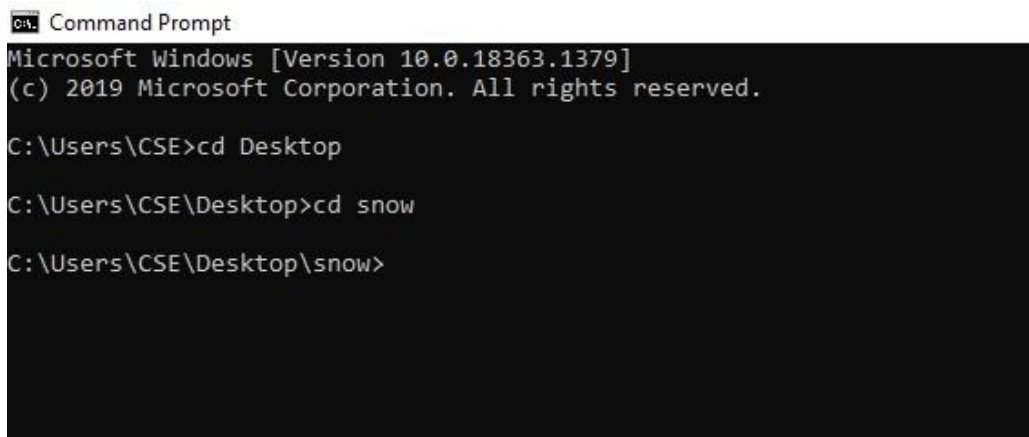 Command Prompt
Microsoft Windows [Version 10.0.18363.1379]
(c) 2019 Microsoft Corporation. All rights reserved.
C:\Users\CSE>cd Desktop
C:\Users\CSE\Desktop>cd snow
C:\Users\CSE\Desktop\snow>